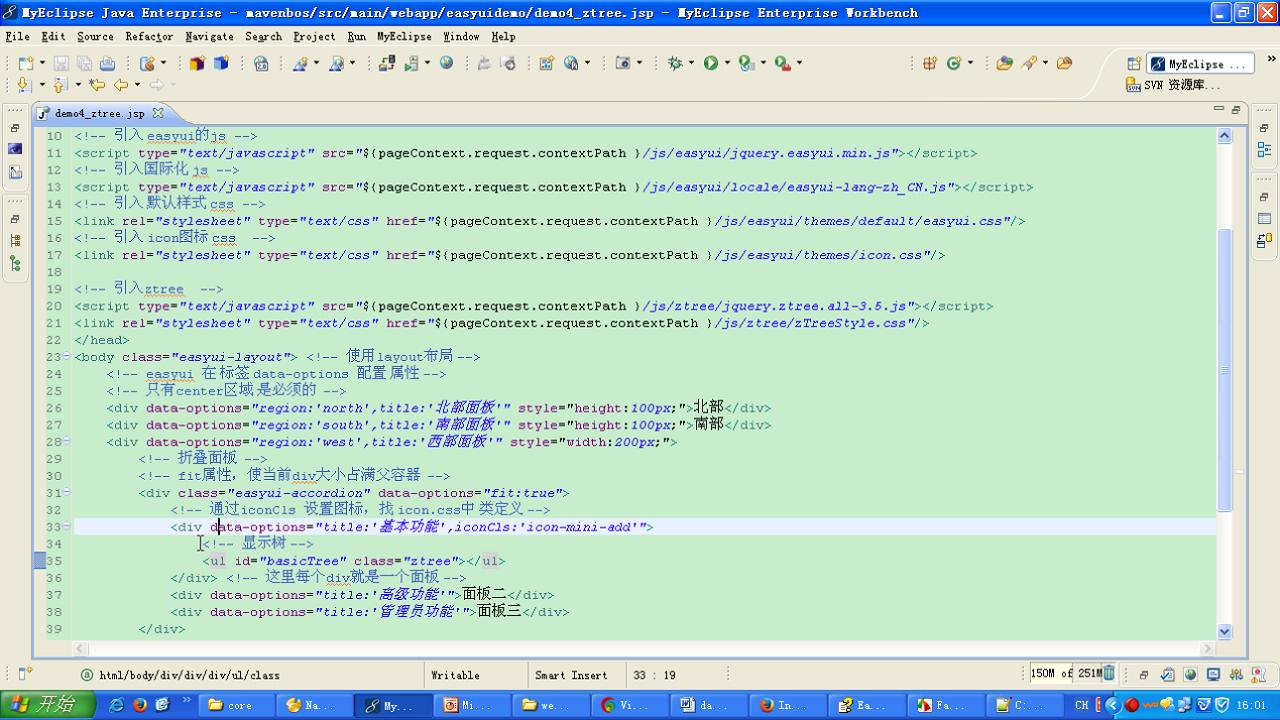 MyEclipse Java Enterprise - mavenbos/src/main/webapp/easyuidemo/demo4_ztree.jsp - MyEclipse Enterprise Workbench
File Edit Source Refactor Navigate Search Project Run MyEclipse Window Help
MyEclipse ...
SVN 资源库...
demo4_ztree.jsp
10 <!-- 引入easyui的js -->
11 <script type="text/javascript" src="${pageContext.request.contextPath }/js/easyui/jquery.easyui.min.js"></script>
12 <!-- 引入国际化js -->
13 <script type="text/javascript" src="${pageContext.request.contextPath }/js/easyui/locale/easyui-lang-zh_CN.js"></script>
14 <!-- 引入默认样式css -->
15 <link rel="stylesheet" type="text/css" href="${pageContext.request.contextPath }/js/easyui/themes/default/easyui.css"/>
16 <!-- 引入icon图标css -->
17 <link rel="stylesheet" type="text/css" href="${pageContext.request.contextPath }/js/easyui/themes/icon.css"/>
18
19 <!-- 引入ztree -->
20 <script type="text/javascript" src="${pageContext.request.contextPath }/js/ztree/jquery.ztree.all-3.5.js"></script>
21 <link rel="stylesheet" type="text/css" href="${pageContext.request.contextPath }/js/ztree/zTreeStyle.css"/>
22 </head>
23 <body class="easyui-layout"> <!-- 使用layout布局 -->
24 <!-- easyui 在标签data-options 配置属性 -->
25 <!-- 只有center区域是必须的 -->
26 <div data-options="region:'north',title:'北部面板'" style="height:100px;">北部</div>
27 <div data-options="region:'south',title:'南部面板'" style="height:100px;">南部</div>
28 <div data-options="region:'west',title:'西部面板'" style="width:200px;">
29 <!-- 折叠面板 -->
30 <!-- fit属性，使当前div大小占满父容器 -->
31 <div class="easyui-accordion" data-options="fit:true">
32 <!-- 通过iconCls 设置图标，找icon.css中 类定义 -->
33 <div data-options="title:'基本功能',iconCls:'icon-mini-add'">
34 <!-- 显示树 -->
35 <ul id="basicTree" class="ztree"></ul>
36 </div> <!-- 这里每个div就是一个面板 -->
37 <div data-options="title:'高级功能'">面板二</div>
38 <div data-options="title:'管理员功能'">面板三</div>
39 </div>
html/body/div/div/div/ul/class Writable Smart Insert 33 : 19 150M of 251M
开始 core Na... My... Mi... we... Vi... da... In... Ea... Fa... C:... CH 16:01